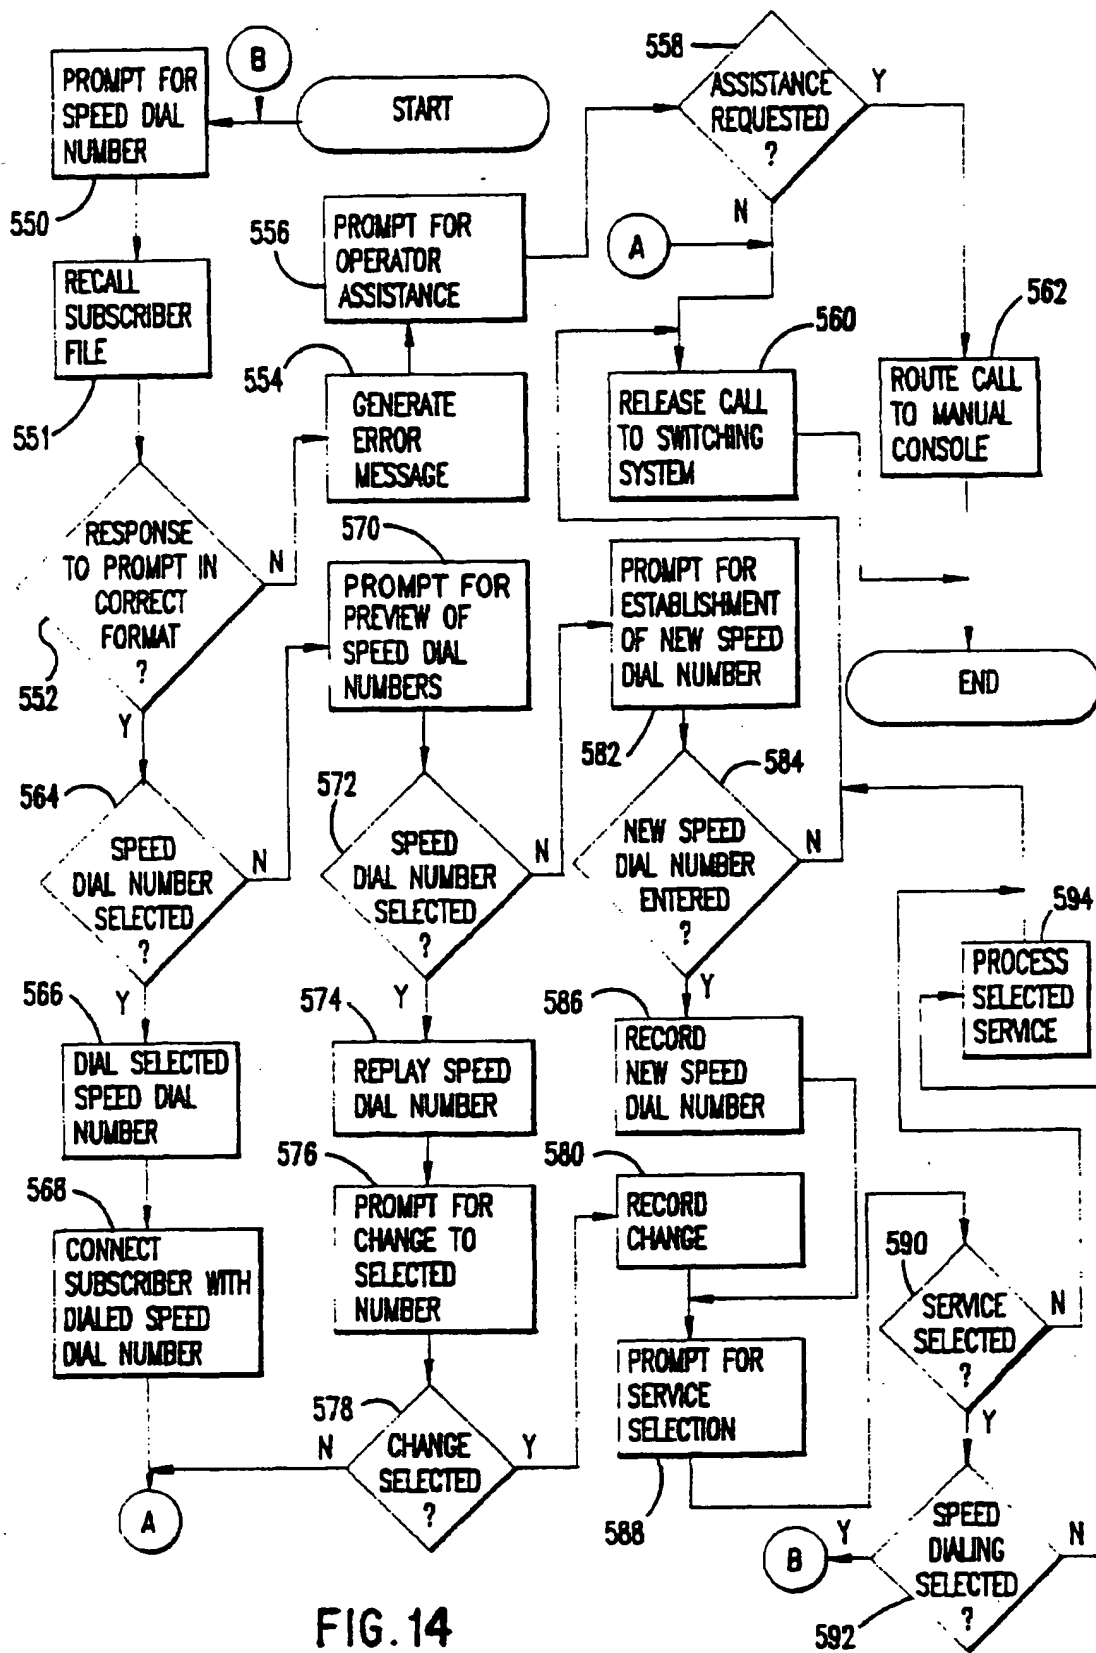 B
START
PROMPT FOR
SPEED DIAL
NUMBER
550
RECALL
SUBSCRIBER
FILE
551
RESPONSE
TO PROMPT IN
CORRECT
FORMAT
?
N
Y
552
564
SPEED
DIAL NUMBER
SELECTED
?
N
Y
566
DIAL SELECTED
SPEED DIAL
NUMBER
568
CONNECT
SUBSCRIBER WITH
DIALED SPEED
DIAL NUMBER
A
556
PROMPT FOR
OPERATOR
ASSISTANCE
554
GENERATE
ERROR
MESSAGE
570
PROMPT FOR
PREVIEW OF
SPEED DIAL
NUMBERS
572
SPEED
DIAL NUMBER
SELECTED
?
N
Y
574
REPLAY SPEED
DIAL NUMBER
576
PROMPT FOR
CHANGE TO
SELECTED
NUMBER
578
N
CHANGE
SELECTED
?
Y
558
ASSISTANCE
REQUESTED
?
Y
N
A
560
RELEASE CALL
TO SWITCHING
SYSTEM
562
ROUTE CALL
TO MANUAL
CONSOLE
END
PROMPT FOR
ESTABLISHMENT
OF NEW SPEED
DIAL NUMBER
582
584
NEW SPEED
DIAL NUMBER
ENTERED
?
N
Y
586
RECORD
NEW SPEED
DIAL NUMBER
580
RECORD
CHANGE
PROMPT FOR
SERVICE
SELECTION
588
594
PROCESS
SELECTED
SERVICE
590
SERVICE
SELECTED
?
N
Y
SPEED
DIALING
SELECTED
?
Y
N
B
592
FIG. 14